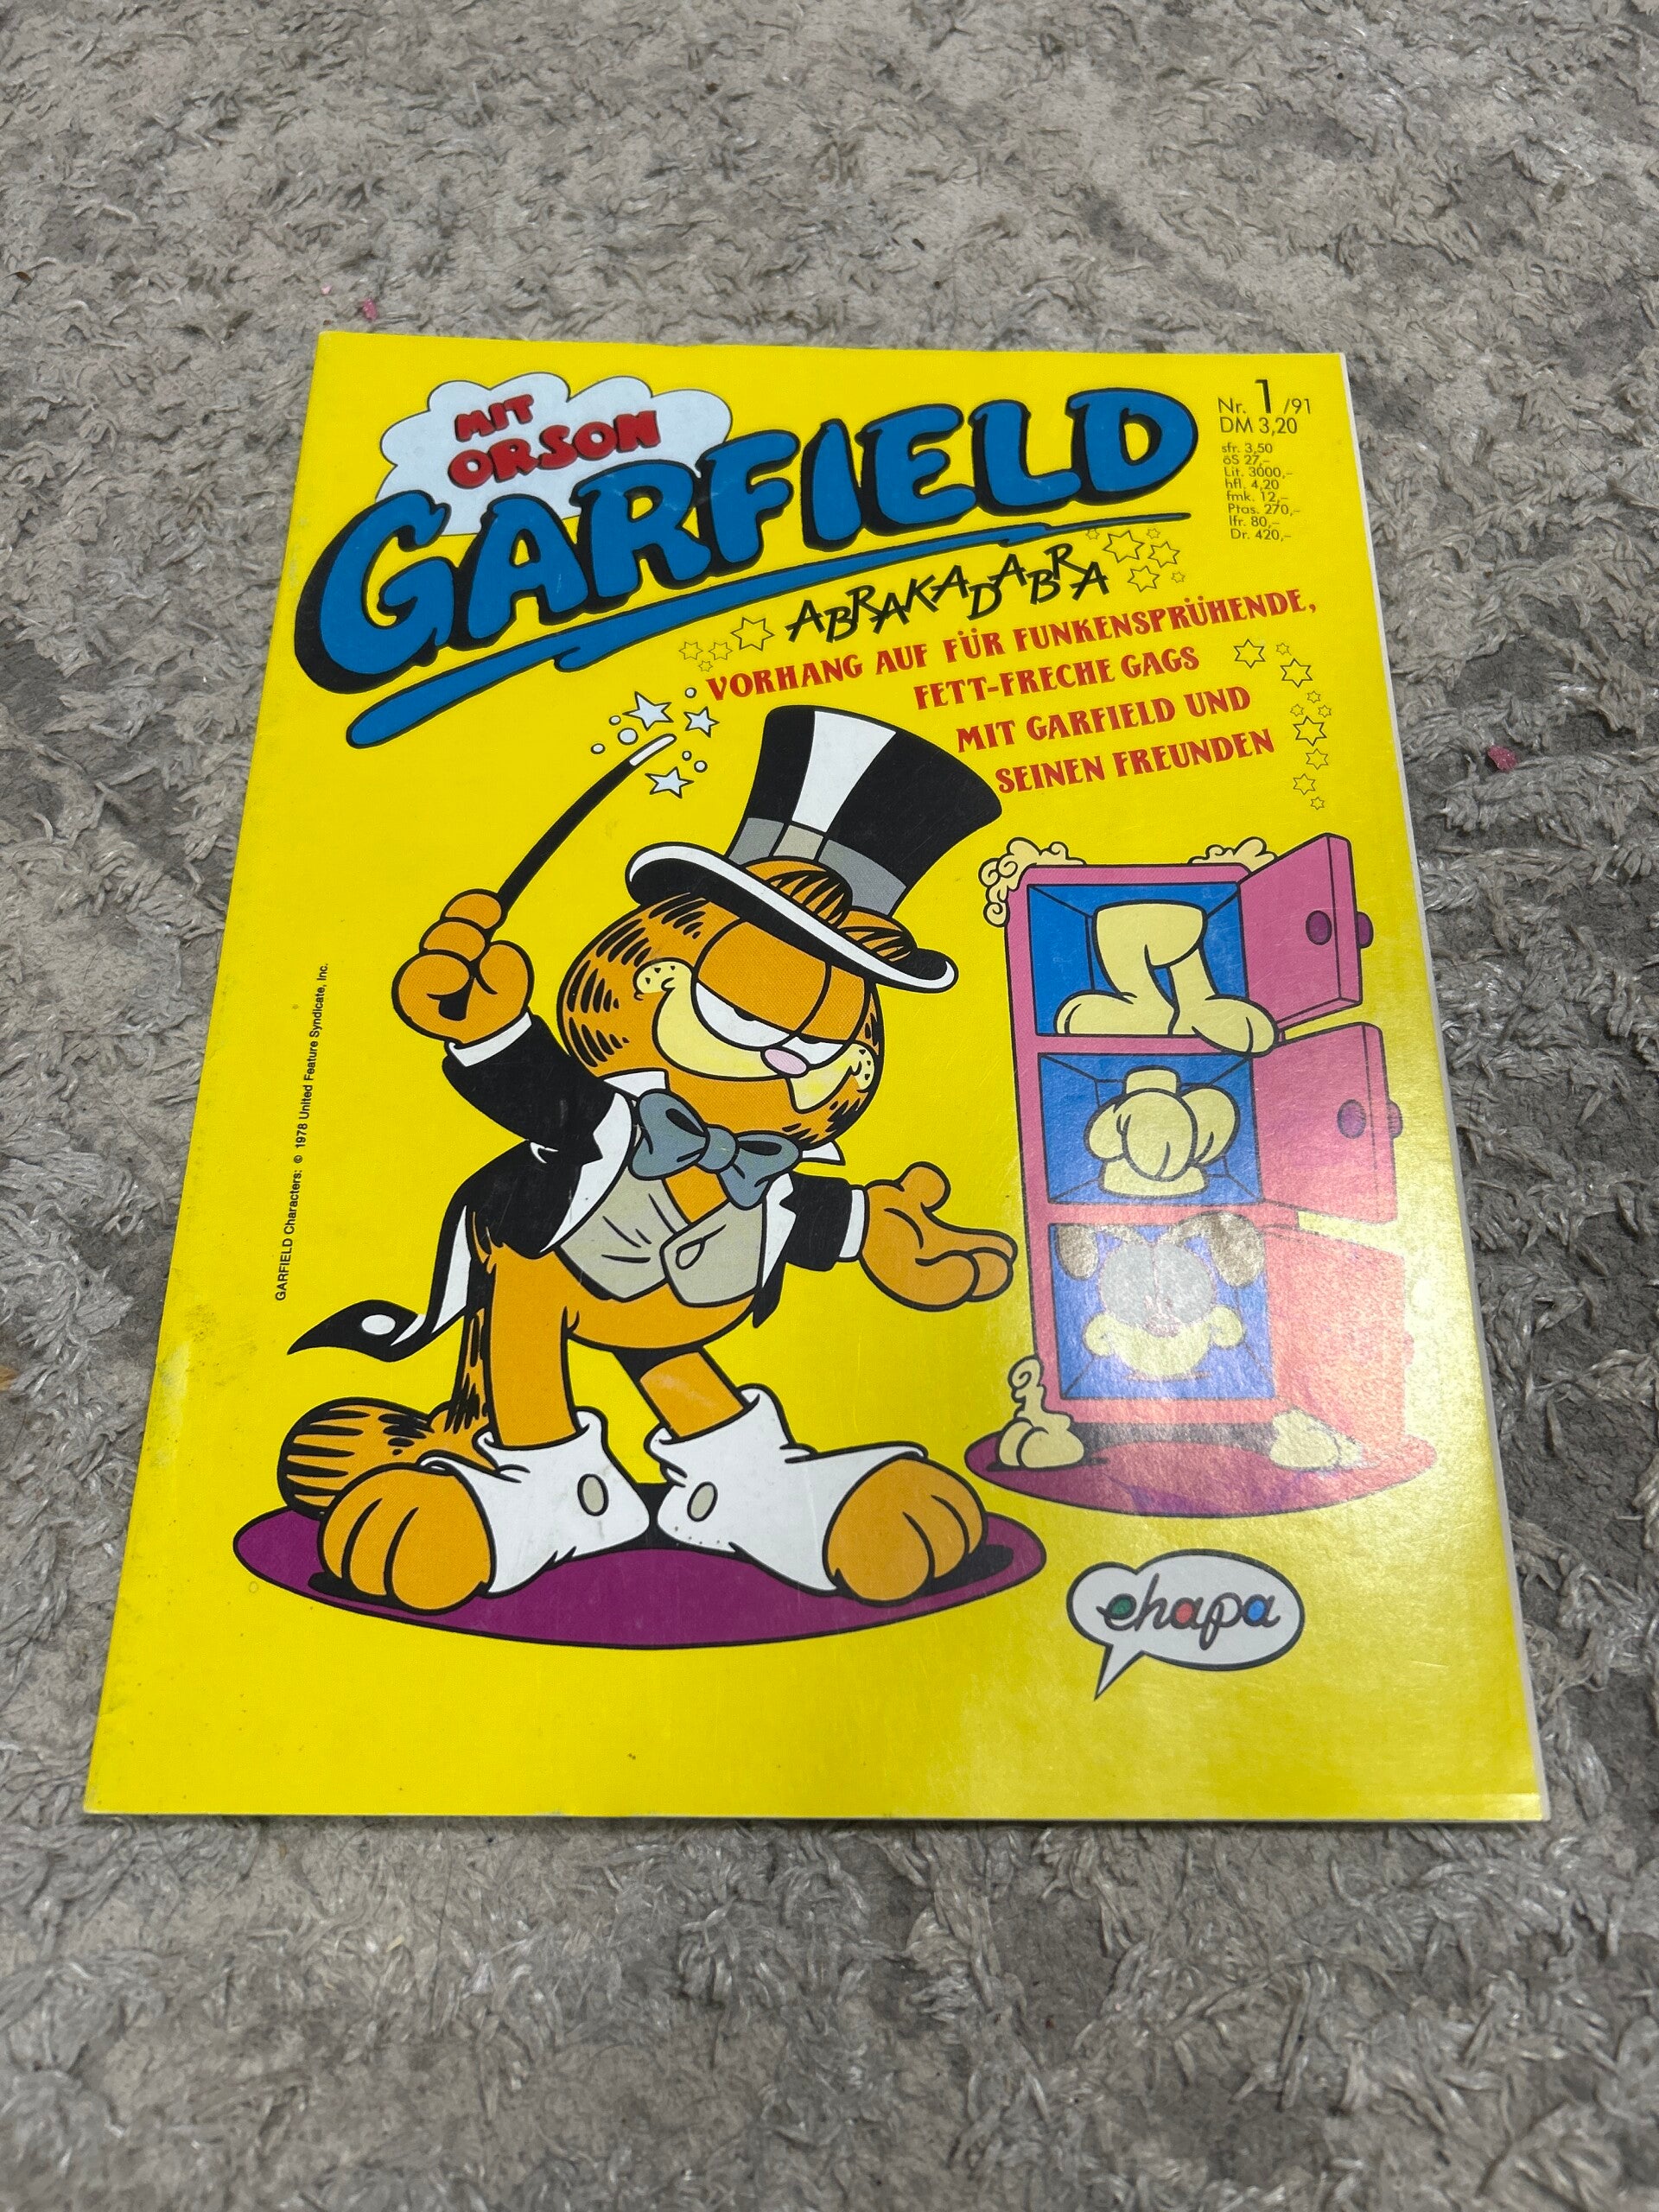 MIT
ORSON
GARFIELD
Nr. 1/91
DM 3,20
sfr. 3,50
öS 27,-
Lit. 3000,-
hfl. 4,20
fmk. 12,-
Ptas. 270,-
lfr. 80,-
Dr. 420,-
ABRAKADABRA
VORHANG AUF FÜR FUNKENSPRÜHENDE,
FETT-FRECHE GAGS
MIT GARFIELD UND
SEINEN FREUNDEN
GARFIELD Characters: © 1978 United Feature Syndicate, Inc.
ehapa